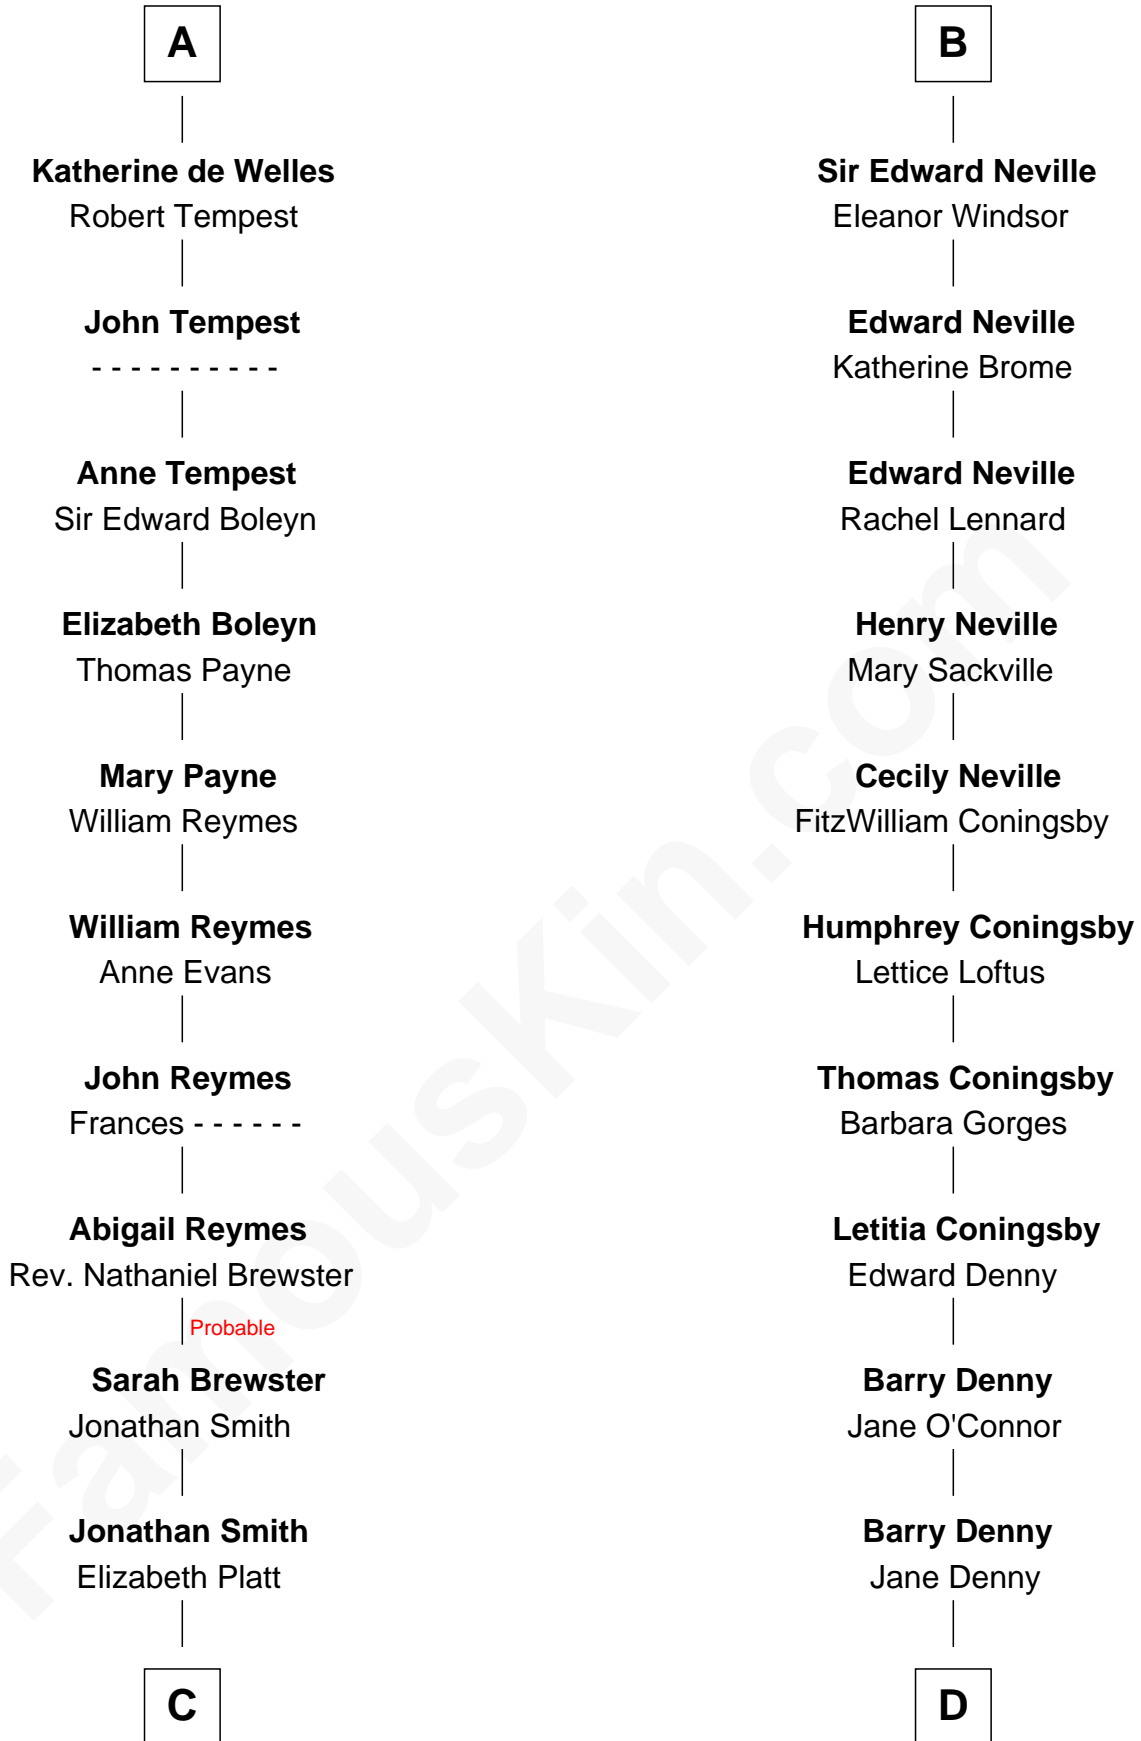 A
Katherine de Welles
Robert Tempest
John Tempest
- - - - - - - - - -
Anne Tempest
Sir Edward Boleyn
Elizabeth Boleyn
Thomas Payne
Mary Payne
William Reymes
William Reymes
Anne Evans
John Reymes
Frances - - - - - -
Abigail Reymes
Rev. Nathaniel Brewster
Probable
Sarah Brewster
Jonathan Smith
Jonathan Smith
Elizabeth Platt
C
B
Sir Edward Neville
Eleanor Windsor
Edward Neville
Katherine Brome
Edward Neville
Rachel Lennard
Henry Neville
Mary Sackville
Cecily Neville
FitzWilliam Coningsby
Humphrey Coningsby
Lettice Loftus
Thomas Coningsby
Barbara Gorges
Letitia Coningsby
Edward Denny
Barry Denny
Jane O'Connor
Barry Denny
Jane Denny
D
FamousKin.com